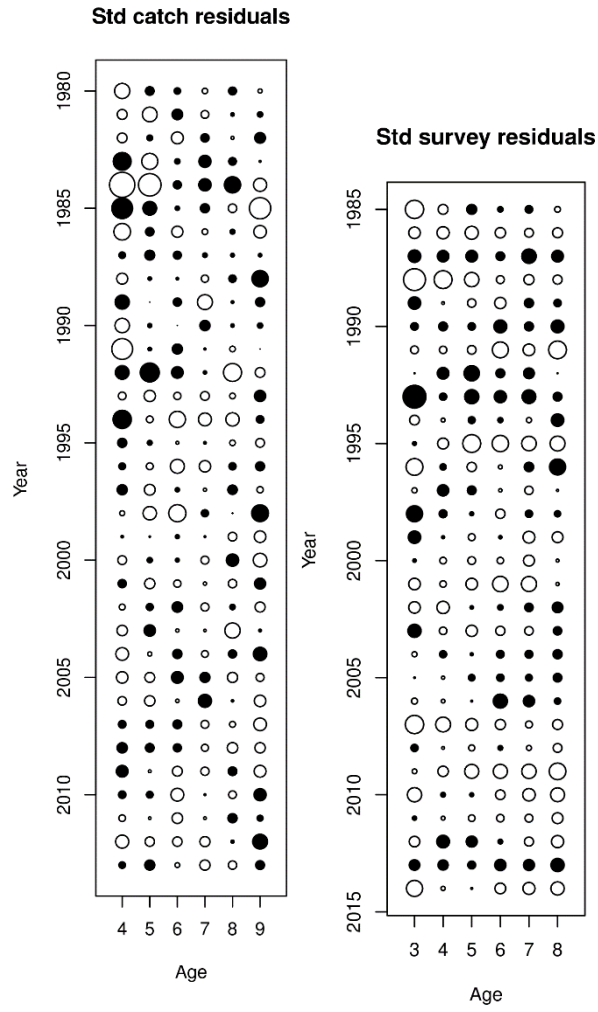 Std catch residuals
1980
1985
1990
1995
2000
2005
2010
Year
4 5 6 7 8 9
Age
Std survey residuals
1985
1990
1995
2000
2005
2010
2015
Year
3 4 5 6 7 8
Age